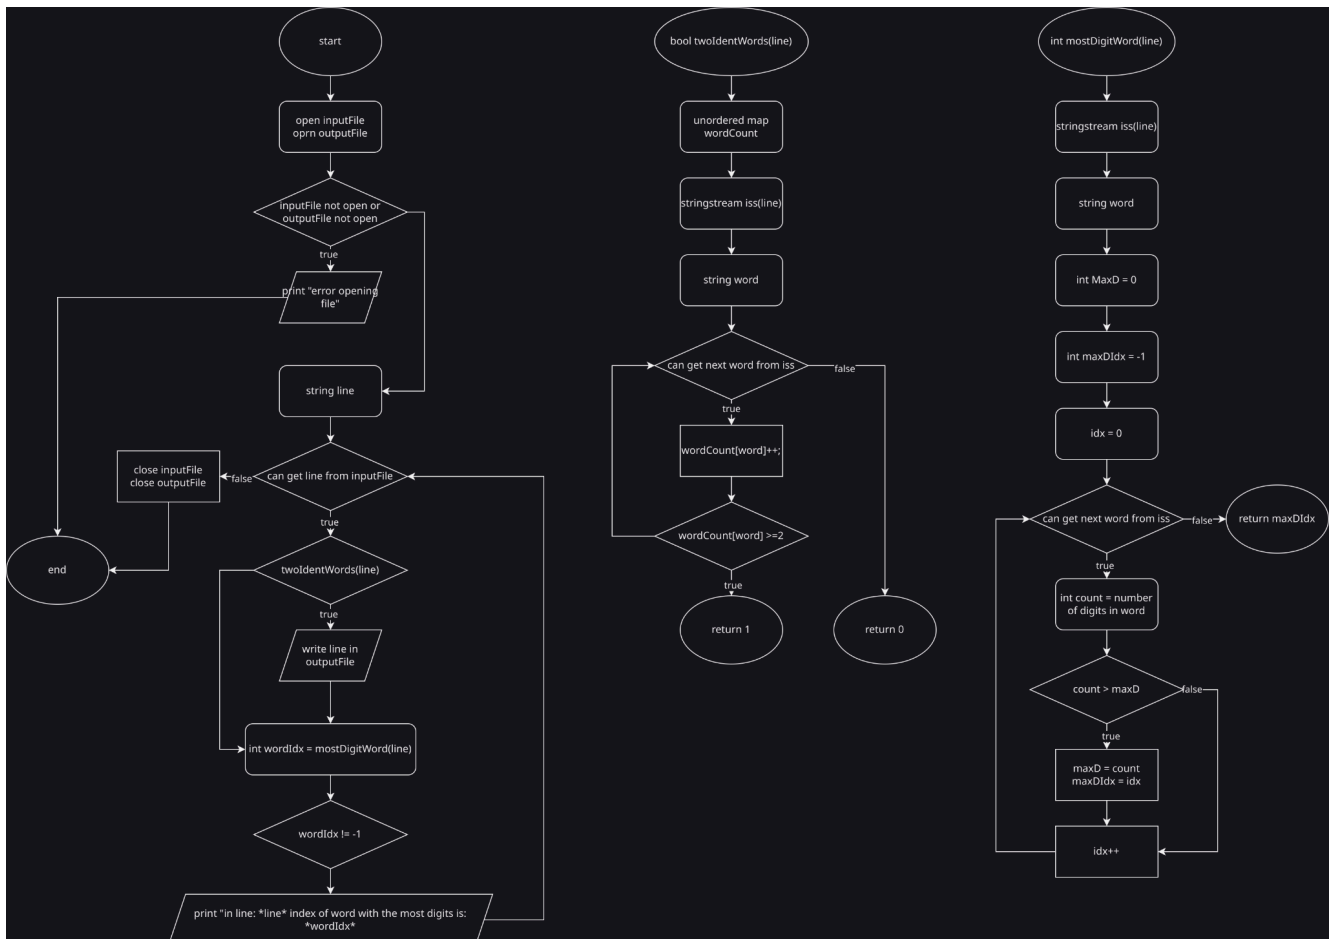 start
open inputFile
oprn outputFile
inputFile not open or
outputFile not open
true
print "error opening
file"
string line
can get line from inputFile
false
close inputFile
close outputFile
end
true
twoIdentWords(line)
true
write line in
outputFile
int wordIdx = mostDigitWord(line)
wordIdx != -1
print "in line: *line* index of word with the most digits is:
*wordIdx*
bool twoIdentWords(line)
unordered map
wordCount
stringstream iss(line)
string word
can get next word from iss
false
true
wordCount[word]++;
wordCount[word] >=2
true
return 1
return 0
int mostDigitWord(line)
stringstream iss(line)
string word
int MaxD = 0
int maxDIdx = -1
idx = 0
can get next word from iss
false
return maxDIdx
true
int count = number
of digits in word
count > maxD
false
true
maxD = count
maxDIdx = idx
idx++